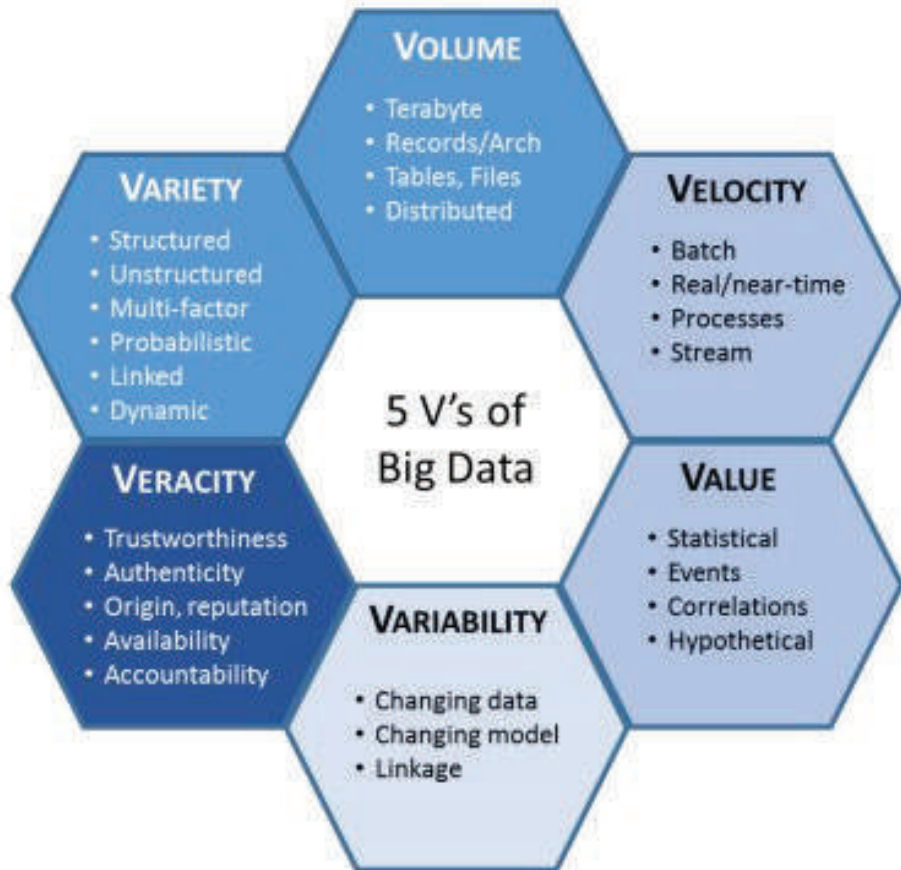 VOLUME
• Terabyte
• Records/Arch
• Tables, Files
• Distributed
VARIETY
• Structured
• Unstructured
• Multi-factor
• Probabilistic
• Linked
• Dynamic
VELOCITY
• Batch
• Real/near-time
• Processes
• Stream
5 V's of
Big Data
VERACITY
• Trustworthiness
• Authenticity
• Origin, reputation
• Availability
• Accountability
VALUE
• Statistical
• Events
• Correlations
• Hypothetical
VARIABILITY
• Changing data
• Changing model
• Linkage